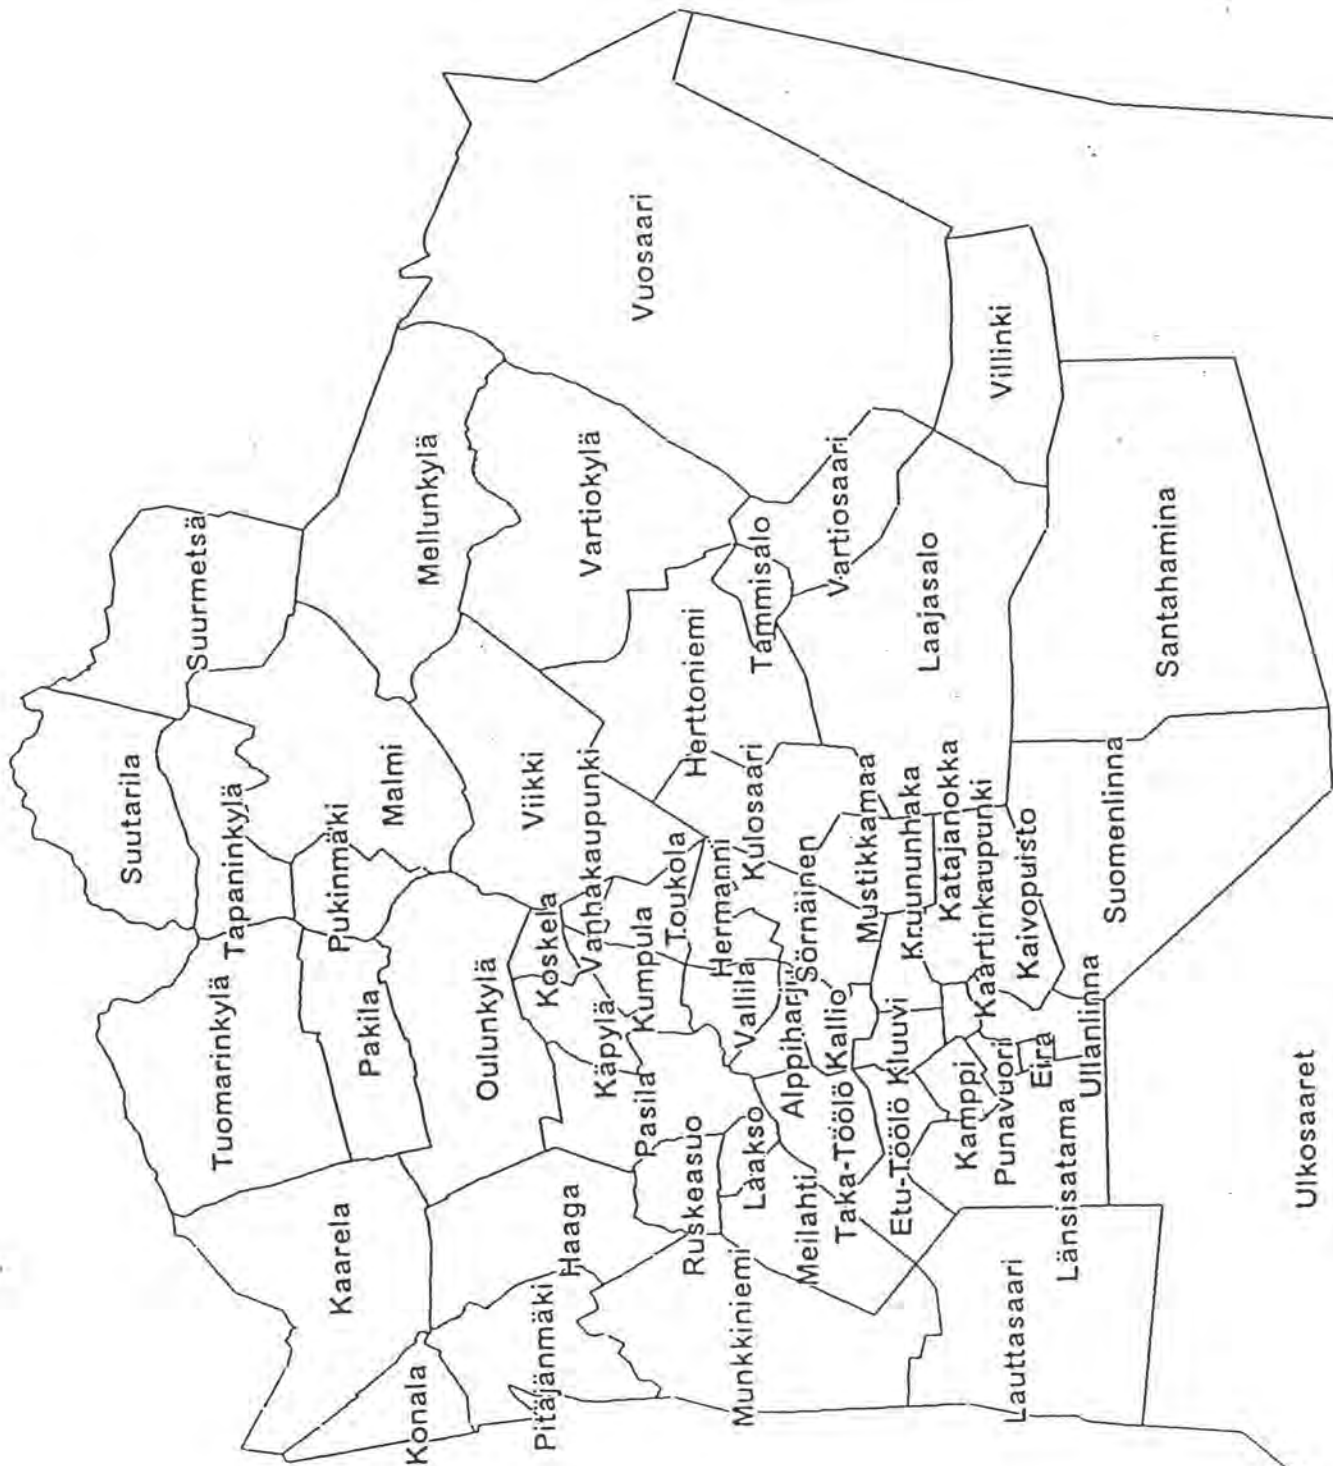 Suutarila
Suurmetsä
Tapaninkylä
Tuomarinkylä
Pukinmäki
Malmi
Mellunkylä
Pakila
Kaarela
Konala
Oulunkylä
Viikki
Vartiokylä
Vuosaari
Koskela
Vanhakaupunki
Käpylä
Kumpula
Toukola
Haaga
Pitäjänmäki
Pasila
Ruskeasuo
Hermanni
Vallila
Herttoniemi
Kulosaari
Tammisalo
Vartiosaari
Laakso
Munkkiniemi
Alppiharju
Sörnäinen
Meilahti
Taka-Töölö
Kallio
Mustikkamaa
Laajasalo
Villinki
Etu-Töölö
Kluuvi
Kruununhaka
Katajanokka
Kamppi
Kaartinkaupunki
Punavuori
Kaivopuisto
Eira
Ullanlinna
Länsisatama
Lauttasaari
Suomenlinna
Santahamina
Ulkosaaret